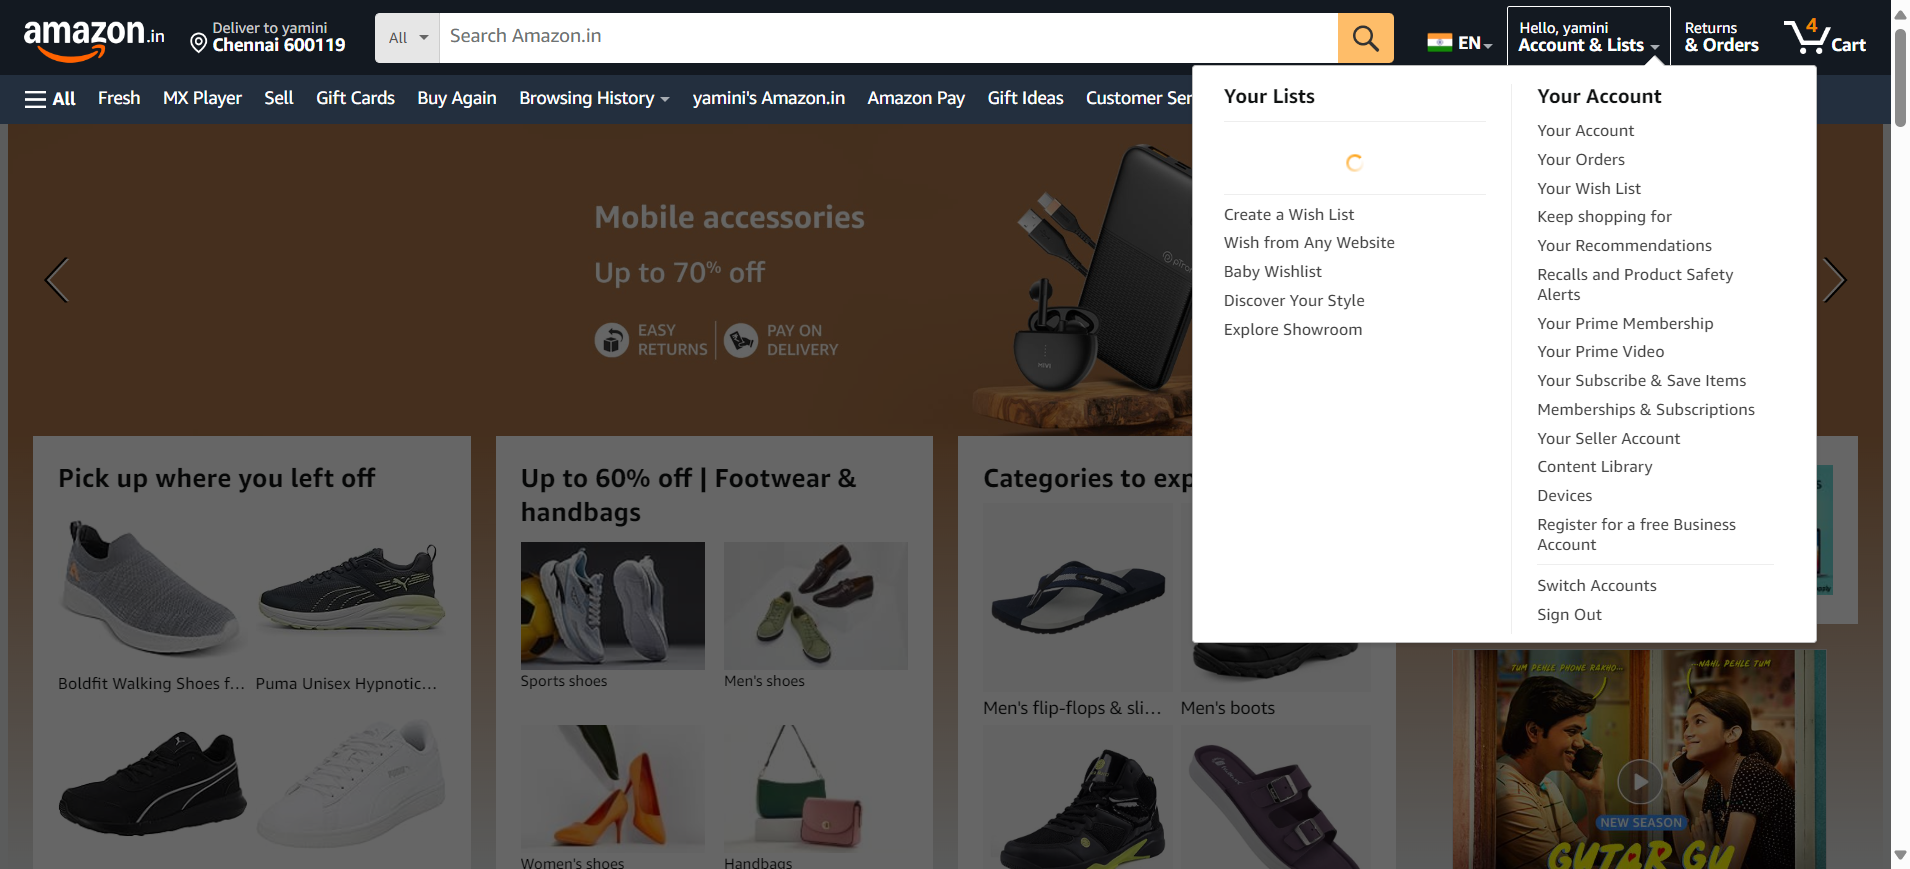 amazon.in
Deliver to yamini
Chennai 600119
All
Search Amazon.in
EN
Hello, yamini
Account & Lists
Returns
& Orders
4
Cart
All
Fresh
MX Player
Sell
Gift Cards
Buy Again
Browsing History
yamini's Amazon.in
Amazon Pay
Gift Ideas
Customer Ser
Mobile accessories
Up to 70% off
EASY
RETURNS
PAY ON
DELIVERY
MIVI
Your Lists
Create a Wish List
Wish from Any Website
Baby Wishlist
Discover Your Style
Explore Showroom
Your Account
Your Account
Your Orders
Your Wish List
Keep shopping for
Your Recommendations
Recalls and Product Safety
Alerts
Your Prime Membership
Your Prime Video
Your Subscribe & Save Items
Memberships & Subscriptions
Your Seller Account
Content Library
Devices
Register for a free Business
Account
Switch Accounts
Sign Out
Pick up where you left off
Boldfit Walking Shoes f...
Puma Unisex Hypnotic...
Up to 60% off | Footwear &
handbags
Sports shoes
Men's shoes
Women's shoes
Handbags
Categories to exp
Men's flip-flops & sli...
Men's boots
TUM PEHLE PHONE RAKHO...
...NAHI, PEHLE TUM
NEW SEASON
GUTAR GU